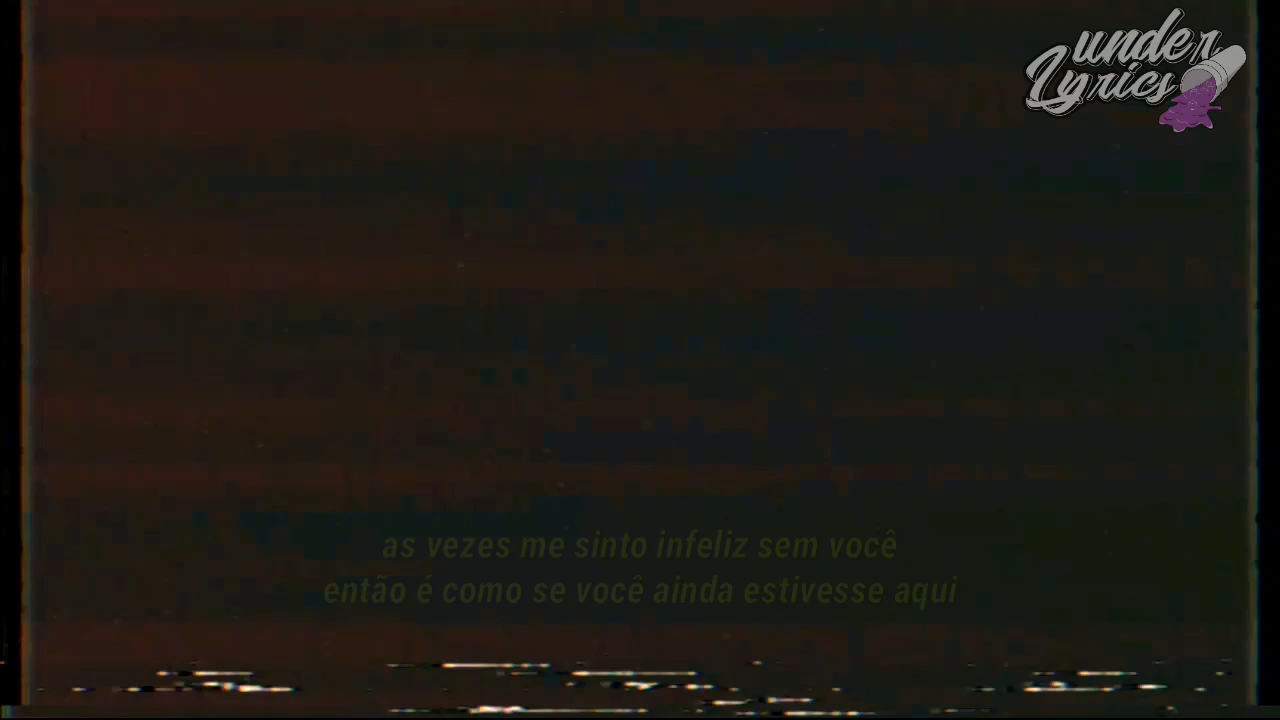 under
Lyrics
as vezes me sinto infeliz sem você
então é como se você ainda estivesse aqui